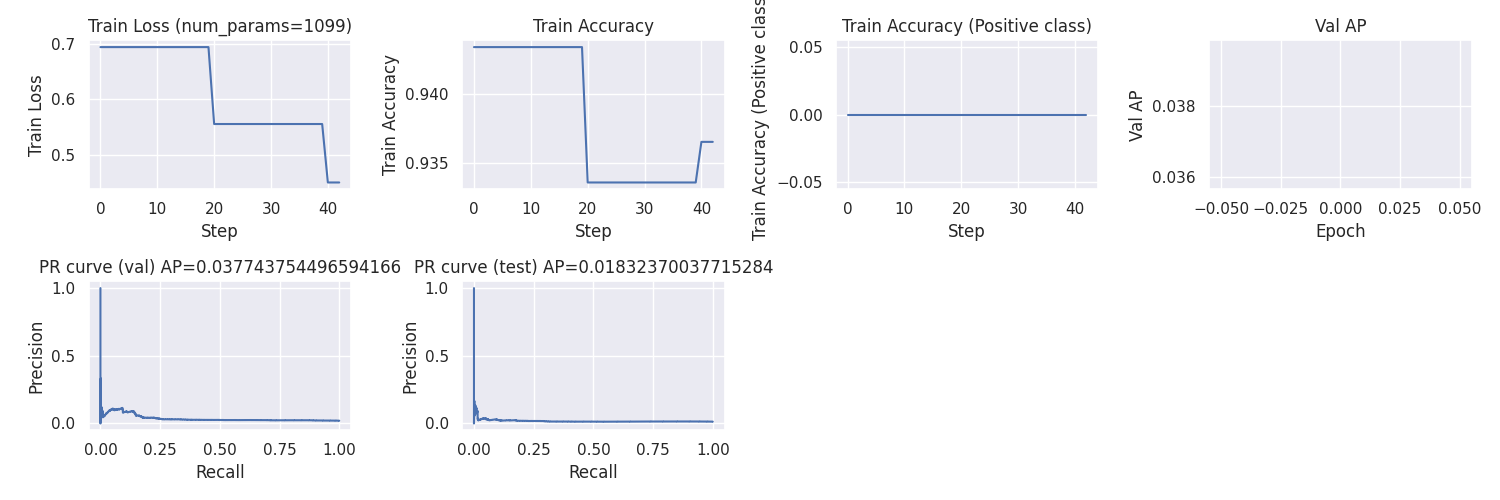 Train Loss (num_params=1099)
Train Loss
0.7
0.6
0.5
0 10 20 30 40
Step
Train Accuracy
Train Accuracy
0.940
0.935
0 10 20 30 40
Step
Train Accuracy (Positive class)
Train Accuracy (Positive class
0.05
0.00
−0.05
0 10 20 30 40
Step
Val AP
Val AP
0.038
0.036
−0.050 −0.025 0.000 0.025 0.050
Epoch
PR curve (val) AP=0.037743754496594166
Precision
1.0
0.5
0.0
0.00 0.25 0.50 0.75 1.00
Recall
PR curve (test) AP=0.01832370037715284
Precision
1.0
0.5
0.0
0.00 0.25 0.50 0.75 1.00
Recall